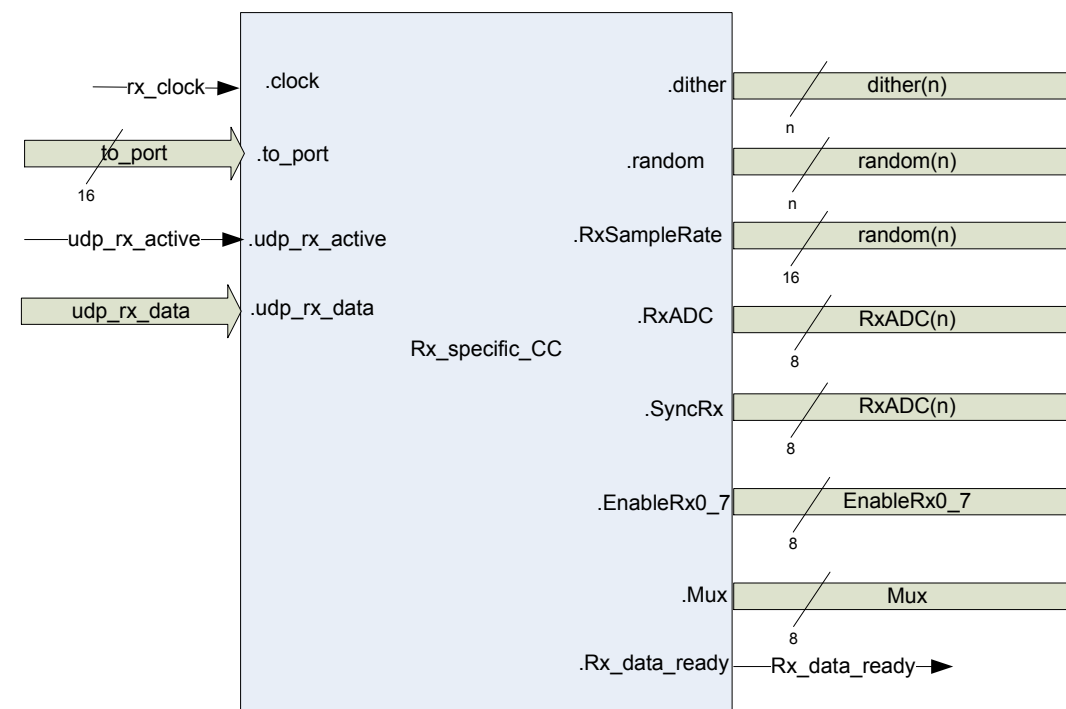 rx_clock
.clock
to_port
16
.to_port
udp_rx_active
.udp_rx_active
udp_rx_data
.udp_rx_data
Rx_specific_CC
.dither
dither(n)
n
.random
random(n)
n
.RxSampleRate
random(n)
16
.RxADC
RxADC(n)
8
.SyncRx
RxADC(n)
8
.EnableRx0_7
EnableRx0_7
8
.Mux
Mux
8
.Rx_data_ready
Rx_data_ready